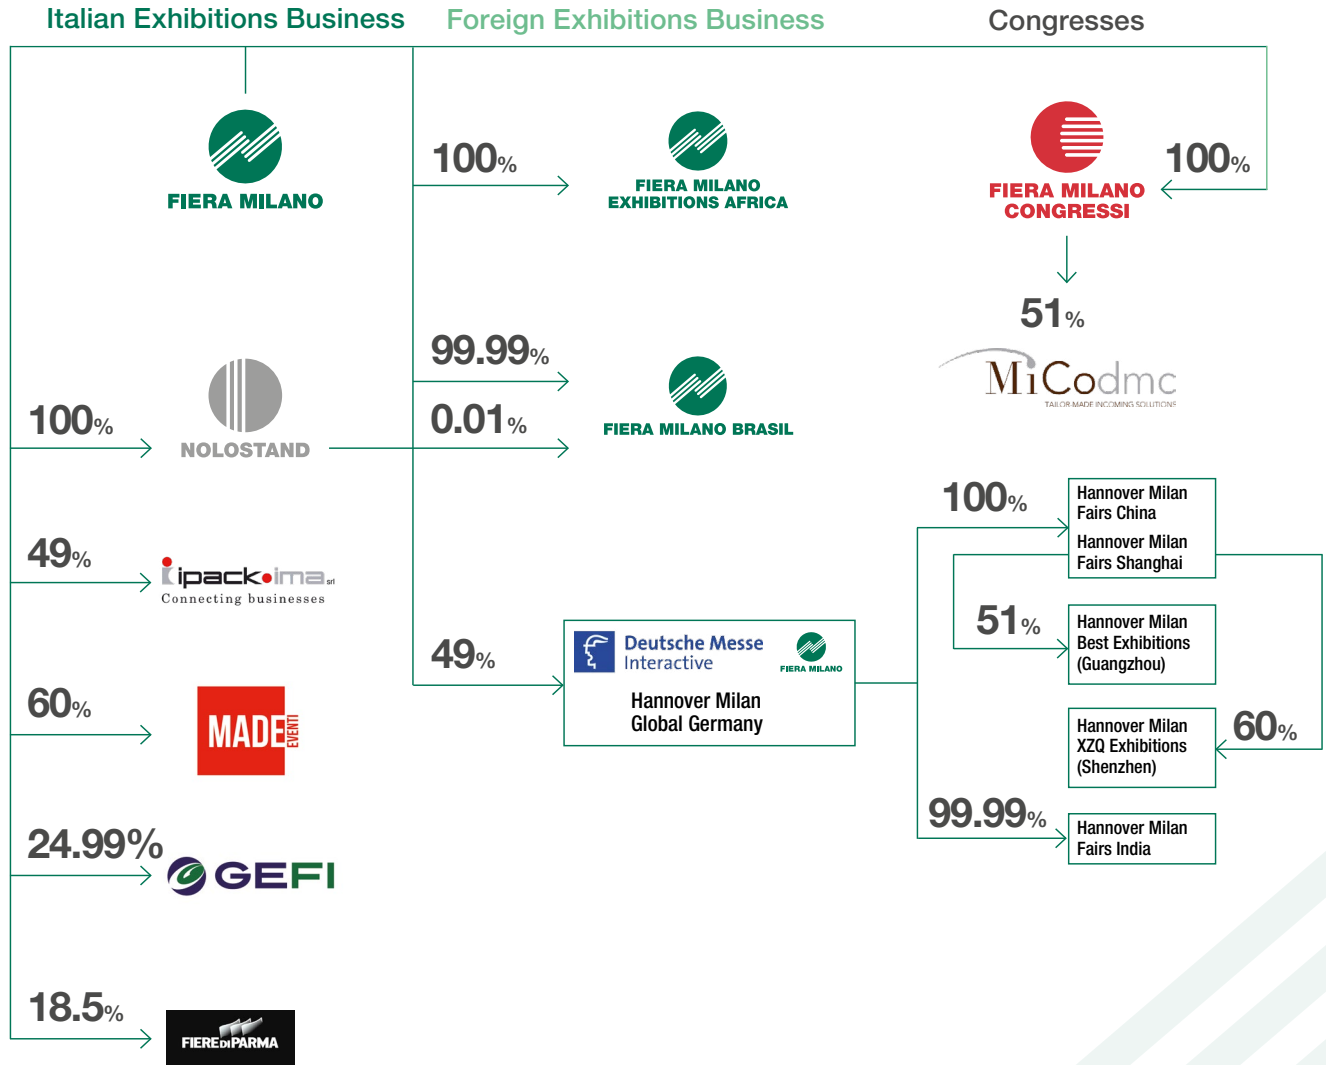 Italian Exhibitions Business
Foreign Exhibitions Business
Congresses
FIERA MILANO
100%
FIERA MILANO
EXHIBITIONS AFRICA
FIERA MILANO
CONGRESSI
100%
51%
MiCodmc
TAILOR-MADE INCOMING SOLUTIONS
100%
NOLOSTAND
99.99%
0.01%
FIERA MILANO BRASIL
49%
ipack-ima srl
Connecting businesses
60%
MADE
EVENTI
24.99%
GEFI
18.5%
FIERE DI PARMA
49%
Deutsche Messe
Interactive
FIERA MILANO
Hannover Milan
Global Germany
100%
Hannover Milan
Fairs China
Hannover Milan
Fairs Shanghai
51%
Hannover Milan
Best Exhibitions
(Guangzhou)
Hannover Milan
XZQ Exhibitions
(Shenzhen)
60%
99.99%
Hannover Milan
Fairs India